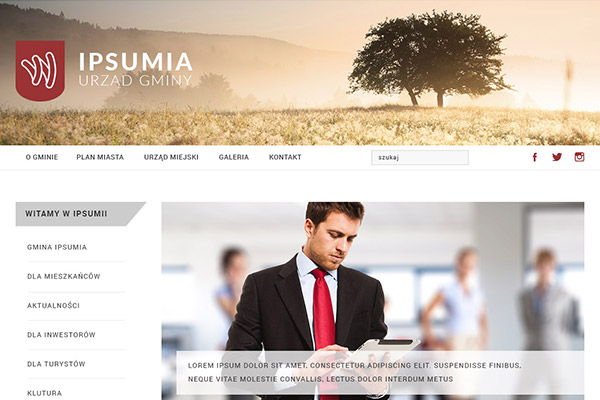 IPSUMIA
URZAD GMINY
O GMINIE PLAN MIASTA URZĄD MIEJSKI GALERIA KONTAKT szukaj
WITAMY W IPSUMII
GMINA IPSUMIA
DLA MIESZKAŃCÓW
AKTUALNOŚCI
DLA INWESTORÓW
DLA TURYSTÓW
KLUTURA
LOREM IPSUM DOLOR SIT AMET, CONSECTETUR ADIPISCING ELIT. SUSPENDISSE FINIBUS,
NEQUE VITAE MOLESTIE CONVALLIS, LECTUS DOLOR INTERDUM METUS